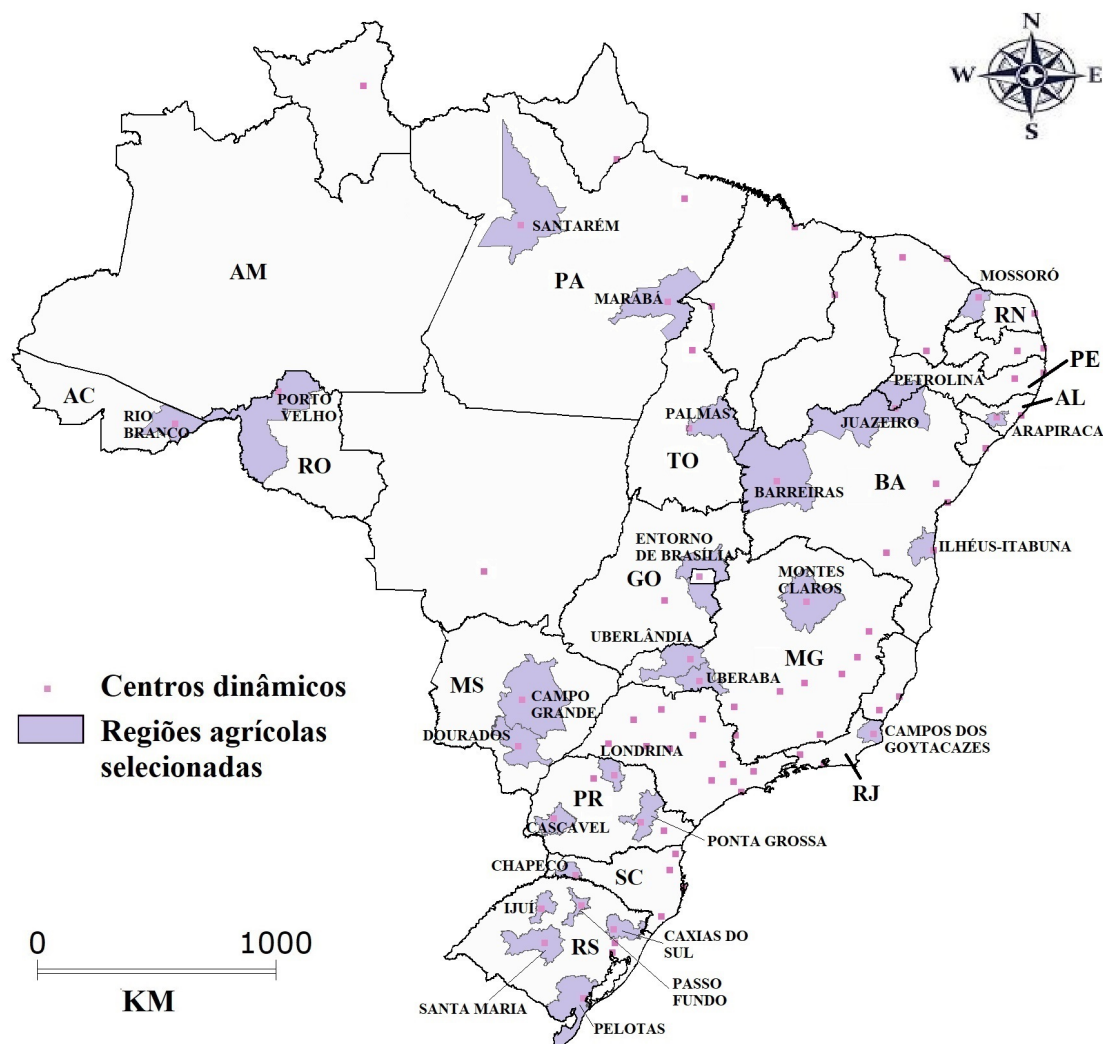 N
W
E
S
SANTARÉM
AM
PA
MARABÁ
MOSSORÓ
RN
PE
AL
AC
RIO
BRANCO
PORTO
VELHO
RO
PETROLINA
JUAZEIRO
ARAPIRACA
PALMAS
TO
BARREIRAS
BA
ILHÉUS-ITABUNA
ENTORNO
DE BRASÍLIA
GO
MONTES
CLAROS
UBERLÂNDIA
UBERABA
MG
MS
CAMPO
GRANDE
DOURADOS
CAMPOS DOS
GOYTACAZES
RJ
LONDRINA
PR
CASCAVEL
PONTA GROSSA
CHAPECÓ
SC
IJUÍ
RS
CAXIAS DO
SUL
PASSO
FUNDO
SANTA MARIA
PELOTAS
Centros dinâmicos
Regiões agrícolas
selecionadas
0 1000
KM